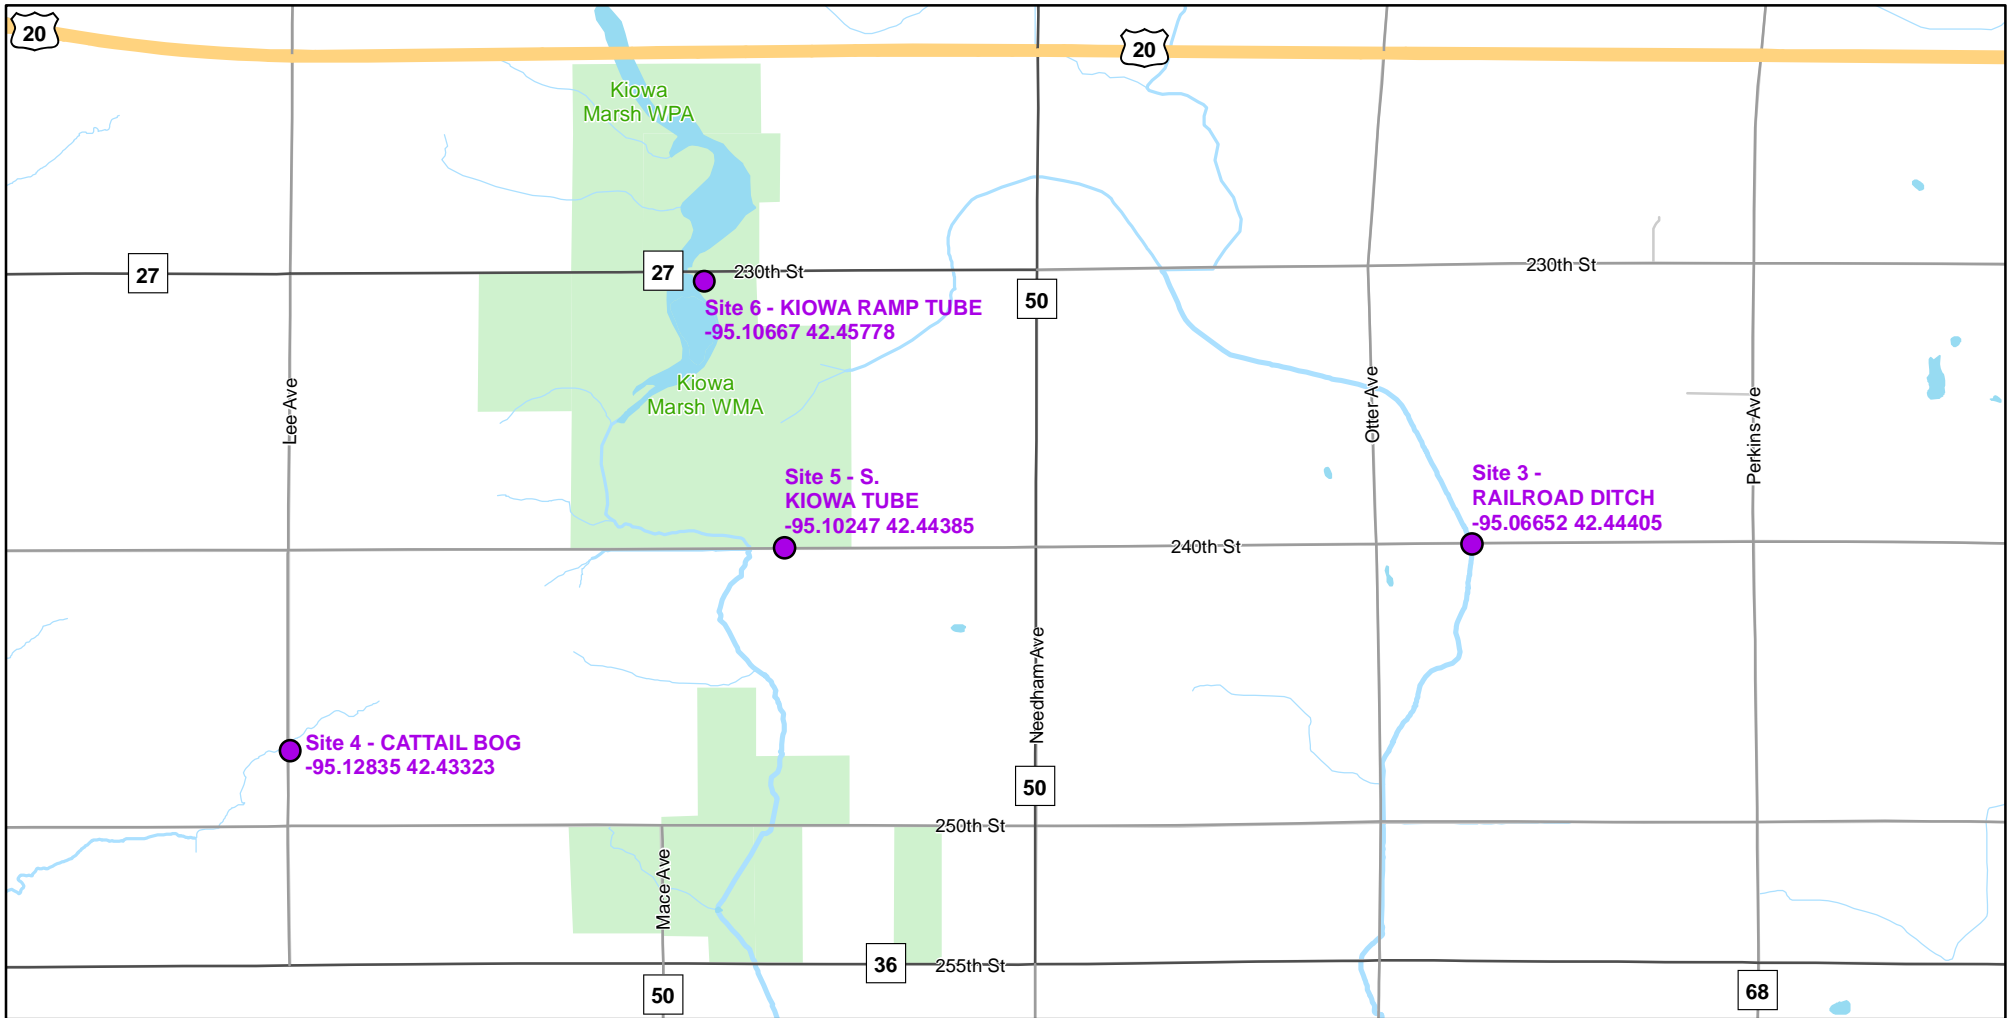 20
20
Kiowa
Marsh WPA
27
27
230th St
230th St
Site 6 - KIOWA RAMP TUBE
-95.10667 42.45778
50
Kiowa
Marsh WMA
Lee Ave
Otter Ave
Perkins Ave
Site 5 - S.
KIOWA TUBE
-95.10247 42.44385
Site 3 -
RAILROAD DITCH
-95.06652 42.44405
240th St
Needham Ave
Site 4 - CATTAIL BOG
-95.12835 42.43323
50
250th St
Mace Ave
36
255th St
50
68